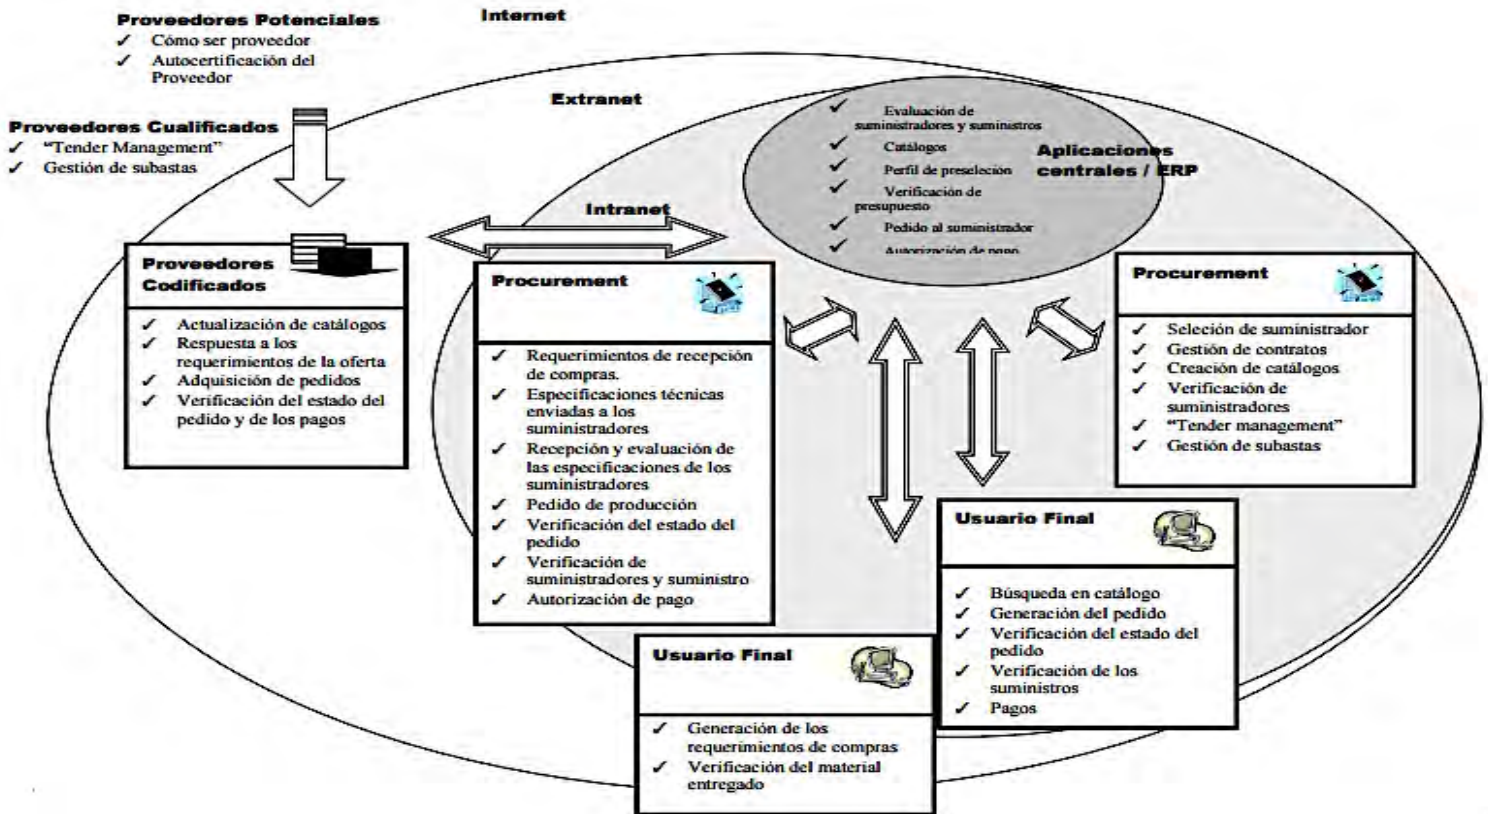 Proveedores Potenciales
✓ Cómo ser proveedor
✓ Autocertificación del
Proveedor
Internet
Proveedores Cualificados
✓ “Tender Management”
✓ Gestión de subastas
Extranet
✓ Evaluación de
suministradores y suministros
✓ Catálogos
✓ Perfil de preseleción
✓ Verificación de
presupuesto
✓ Pedido al suministrador
✓ Autorización de pago
Aplicaciones
centrales / ERP
Intranet
Proveedores
Codificados
✓ Actualización de catálogos
✓ Respuesta a los
requerimientos de la oferta
✓ Adquisición de pedidos
✓ Verificación del estado del
pedido y de los pagos
Procurement
✓ Requerimientos de recepción
de compras.
✓ Especificaciones técnicas
enviadas a los
suministradores
✓ Recepción y evaluación de
las especificaciones de los
suministradores
✓ Pedido de producción
✓ Verificación del estado del
pedido
✓ Verificación de
suministradores y suministro
✓ Autorización de pago
Procurement
✓ Seleción de suministrador
✓ Gestión de contratos
✓ Creación de catálogos
✓ Verificación de
suministradores
✓ “Tender management”
✓ Gestión de subastas
Usuario Final
✓ Búsqueda en catálogo
✓ Generación del pedido
✓ Verificación del estado del
pedido
✓ Verificación de los
suministros
✓ Pagos
Usuario Final
✓ Generación de los
requerimientos de compras
✓ Verificación del material
entregado